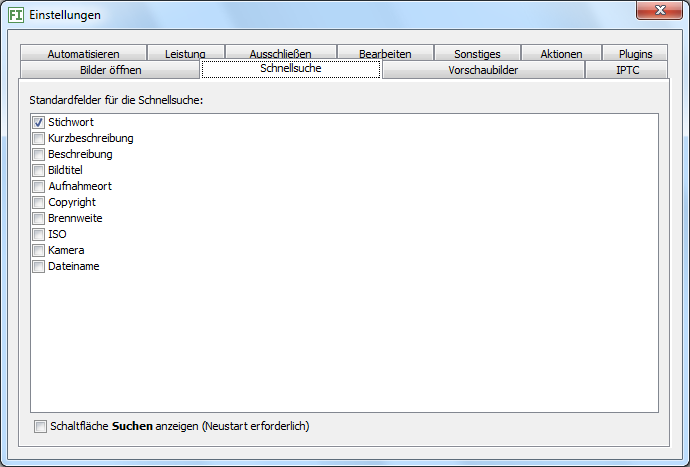 FI Einstellungen
Automatisieren Leistung Ausschließen Bearbeiten Sonstiges Aktionen Plugins
Bilder öffnen Schnellsuche Vorschaubilder IPTC
Standardfelder für die Schnellsuche:
Stichwort
Kurzbeschreibung
Beschreibung
Bildtitel
Aufnahmeort
Copyright
Brennweite
ISO
Kamera
Dateiname
Schaltfläche Suchen anzeigen (Neustart erforderlich)